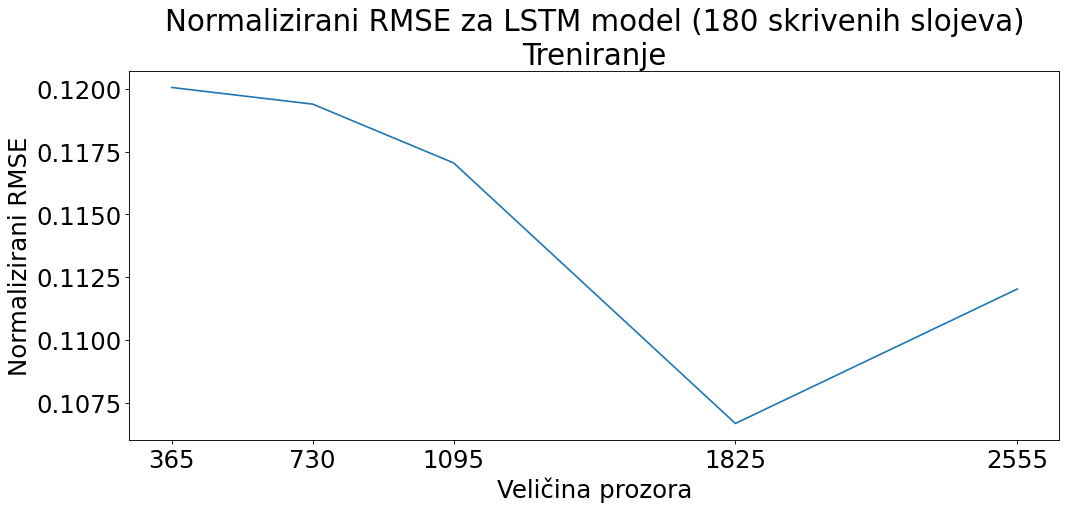 Normalizirani RMSE za LSTM model (180 skrivenih slojeva)
Treniranje
Normalizirani RMSE
0.1200
0.1175
0.1150
0.1125
0.1100
0.1075
365 730 1095 1825 2555
Veličina prozora